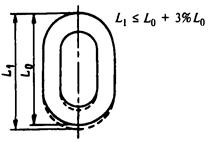 L₁ ≤ L₀ + 3% L₀
L₁
L₀